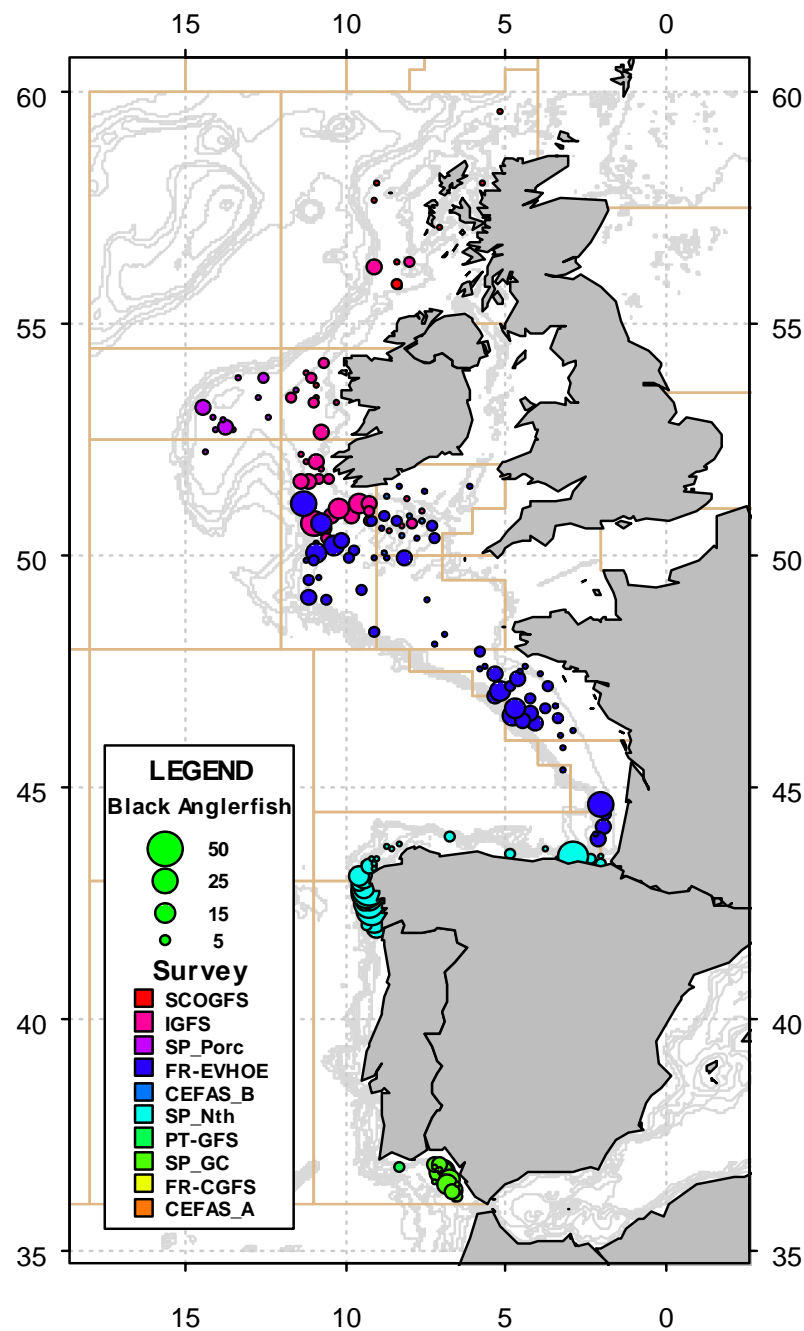 15 10 5 0
60 60
55 55
50 50
45 45
40 40
35 35
LEGEND
Black Anglerfish
50
25
15
5
Survey
SCOGFS
IGFS
SP_Porc
FR-EVHOE
CEFAS_B
SP_Nth
PT-GFS
SP_GC
FR-CGFS
CEFAS_A
15 10 5 0